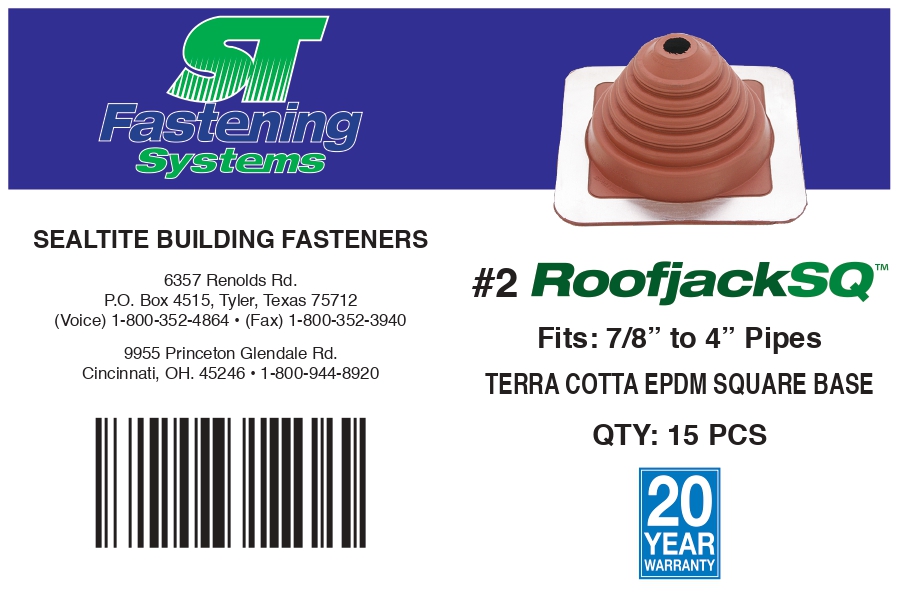 ST
Fastening
Systems
SEALTITE BUILDING FASTENERS
6357 Renolds Rd.
P.O. Box 4515, Tyler, Texas 75712
(Voice) 1-800-352-4864 • (Fax) 1-800-352-3940
9955 Princeton Glendale Rd.
Cincinnati, OH. 45246 • 1-800-944-8920
#2 RoofjackSQ™
Fits: 7/8” to 4” Pipes
TERRA COTTA EPDM SQUARE BASE
QTY: 15 PCS
20
YEAR
WARRANTY